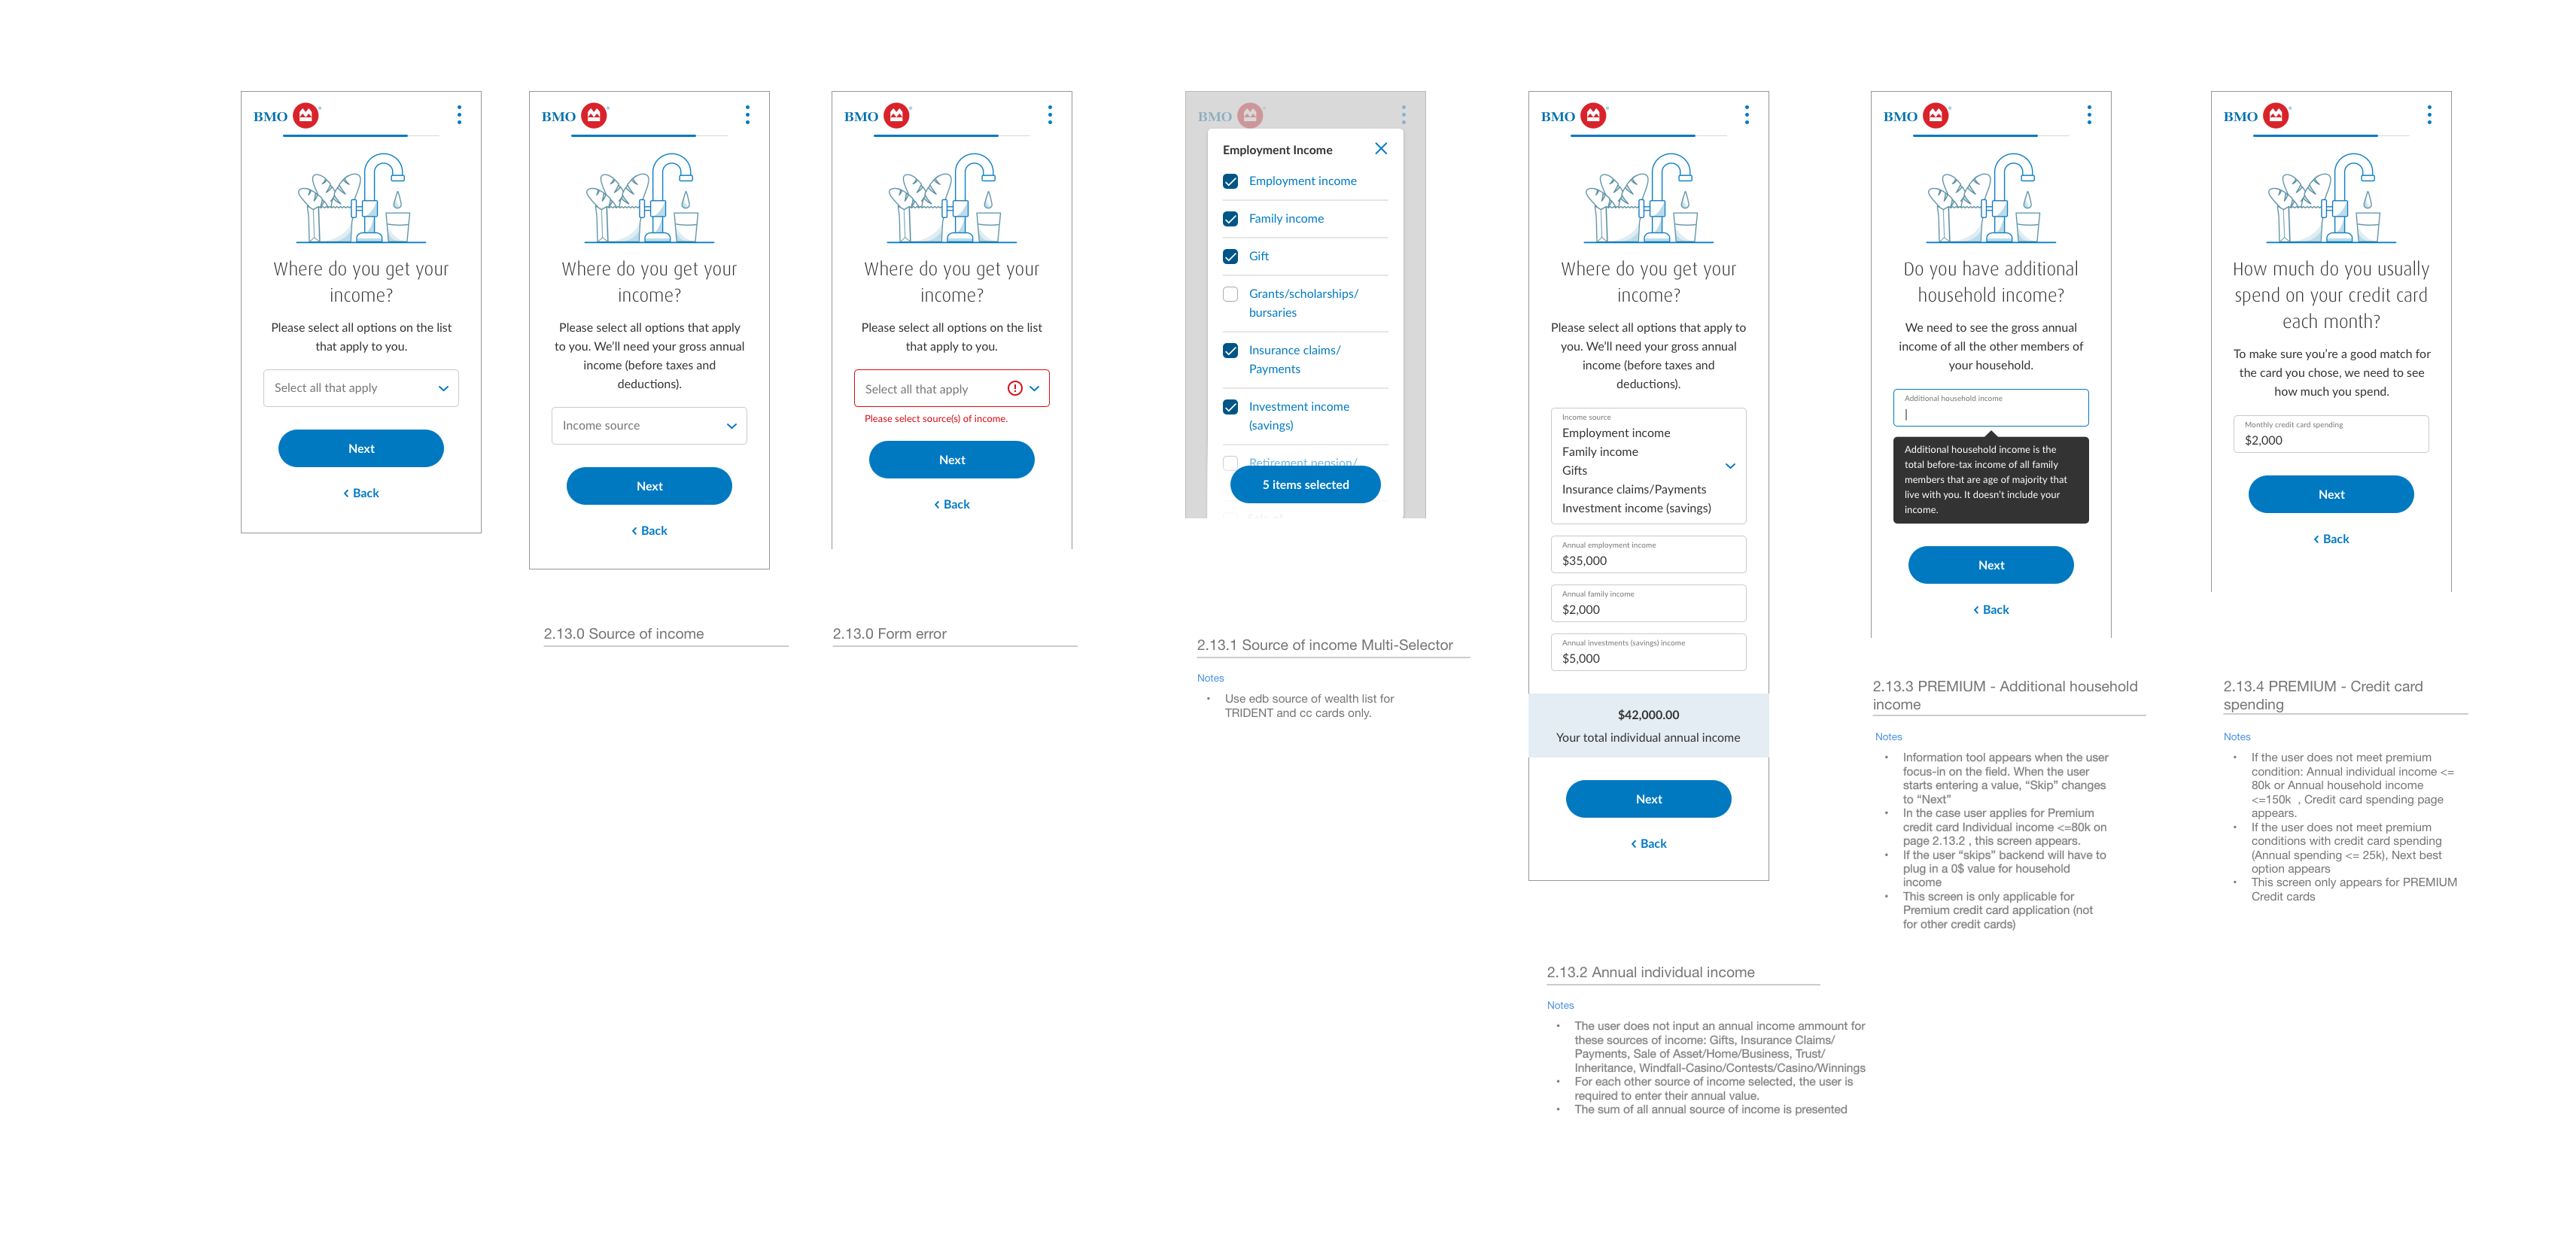 BMO
Where do you get your
income?
Please select all options on the list
that apply to you.
Select all that apply
Next
Back
BMO
Where do you get your
income?
Please select all options that apply
to you. We'll need your gross annual
income (before taxes and
deductions).
Income source
Next
Back
2.13.0 Source of income
BMO
Where do you get your
income?
Please select all options on the list
that apply to you.
Select all that apply
Please select source(s) of income.
Next
Back
2.13.0 Form error
BMO
Employment Income
Employment income
Family income
Gift
Grants/scholarships/
bursaries
Insurance claims/
Payments
Investment income
(savings)
Retirement pension/
5 items selected
2.13.1 Source of income Multi-Selector
Notes
• Use edb source of wealth list for
TRIDENT and cc cards only.
BMO
Where do you get your
income?
Please select all options that apply to
you. We'll need your gross annual
income (before taxes and
deductions).
Income source
Employment income
Family income
Gifts
Insurance claims/Payments
Investment income (savings)
Annual employment income
$35,000
Annual family income
$2,000
Annual investments (savings) income
$5,000
$42,000.00
Your total individual annual income
Next
Back
2.13.2 Annual individual income
Notes
• The user does not input an annual income ammount for
these sources of income: Gifts, Insurance Claims/
Payments, Sale of Asset/Home/Business, Trust/
Inheritance, Windfall-Casino/Contests/Casino/Winnings
• For each other source of income selected, the user is
required to enter their annual value.
• The sum of all annual source of income is presented
BMO
Do you have additional
household income?
We need to see the gross annual
income of all the other members of
your household.
Additional household income
Additional household income is the
total before-tax income of all family
members that are age of majority that
live with you. It doesn't include your
income.
Next
Back
2.13.3 PREMIUM - Additional household
income
Notes
• Information tool appears when the user
focus-in on the field. When the user
starts entering a value, “Skip” changes
to “Next”
• In the case user applies for Premium
credit card Individual income <=80k on
page 2.13.2 , this screen appears.
• If the user “skips” backend will have to
plug in a 0$ value for household
income
• This screen is only applicable for
Premium credit card application (not
for other credit cards)
BMO
How much do you usually
spend on your credit card
each month?
To make sure you're a good match for
the card you chose, we need to see
how much you spend.
Monthly credit card spending
$2,000
Next
Back
2.13.4 PREMIUM - Credit card
spending
Notes
• If the user does not meet premium
condition: Annual individual income <=
80k or Annual household income
<=150k , Credit card spending page
appears.
• If the user does not meet premium
conditions with credit card spending
(Annual spending <= 25k), Next best
option appears
• This screen only appears for PREMIUM
Credit cards